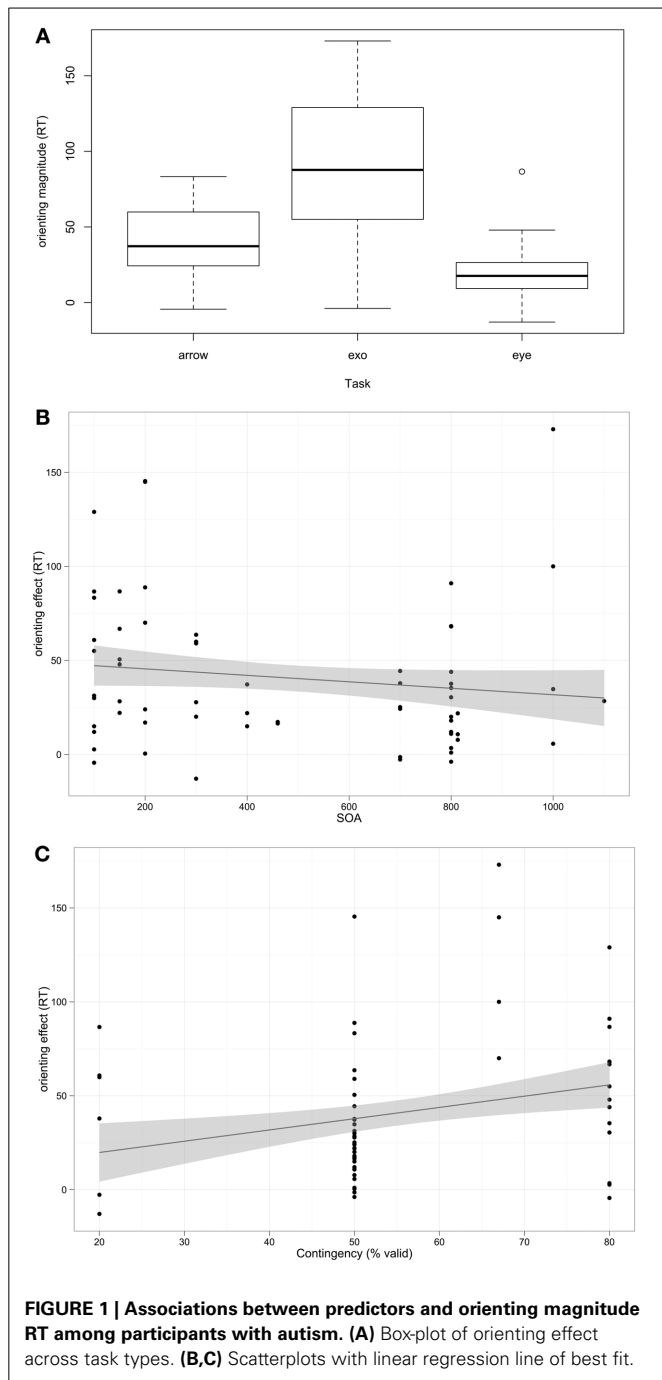 A
orienting magnitude (RT)
150
100
50
0
arrow exo eye
Task
B
orienting effect (RT)
150
100
50
0
200 400 600 800 1000
SOA
C
orienting effect (RT)
150
100
50
0
20 30 40 50 60 70 80
Contingency (% valid)
FIGURE 1 | Associations between predictors and orienting magnitude
RT among participants with autism. (A) Box-plot of orienting effect
across task types. (B,C) Scatterplots with linear regression line of best fit.